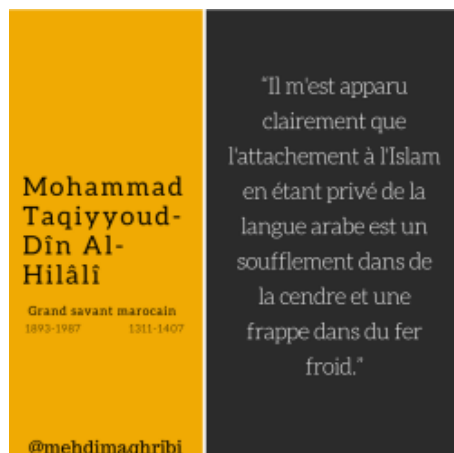 Mohammad
Taqiyyoud-
Dîn Al-
Hilâlî
Grand savant marocain
1893-1987 1311-1407
@mehdimaghribi
“Il m'est apparu
clairement que
l'attachement à l'Islam
en étant privé de la
langue arabe est un
soufflement dans de
la cendre et une
frappe dans du fer
froid.”